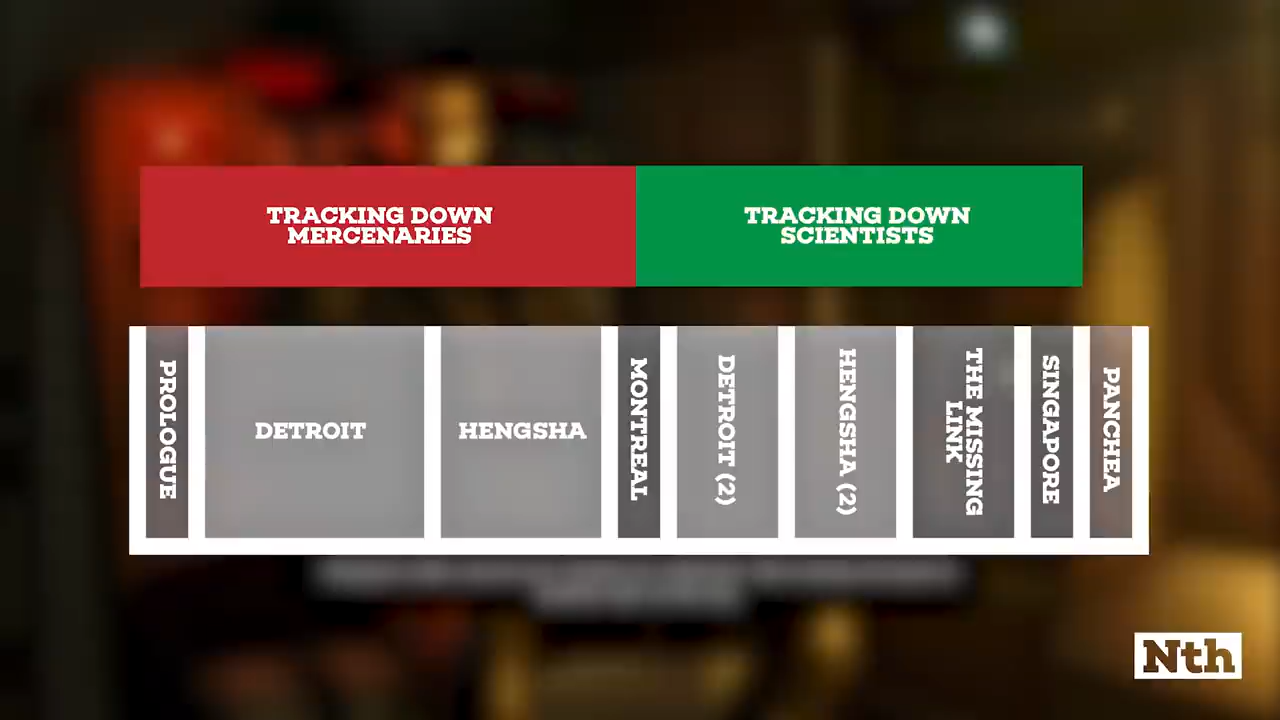 TRACKING DOWN
MERCENARIES
TRACKING DOWN
SCIENTISTS
PROLOGUE
DETROIT
HENGSHA
MONTREAL
DETROIT (2)
HENGSHA (2)
THE MISSING
LINK
SINGAPORE
PANCHEA
Nth